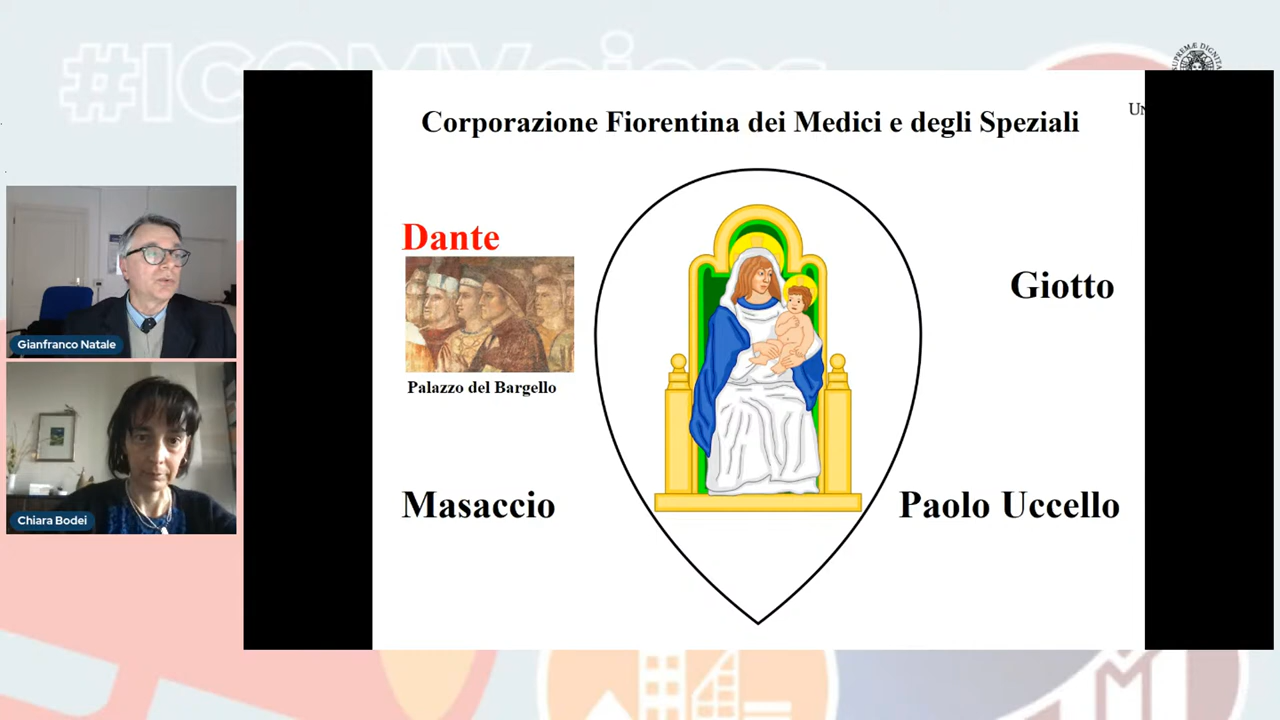 Corporazione Fiorentina dei Medici e degli Speziali
Dante
Palazzo del Bargello
Giotto
Masaccio
Paolo Uccello
Gianfranco Natale
Chiara Bodei